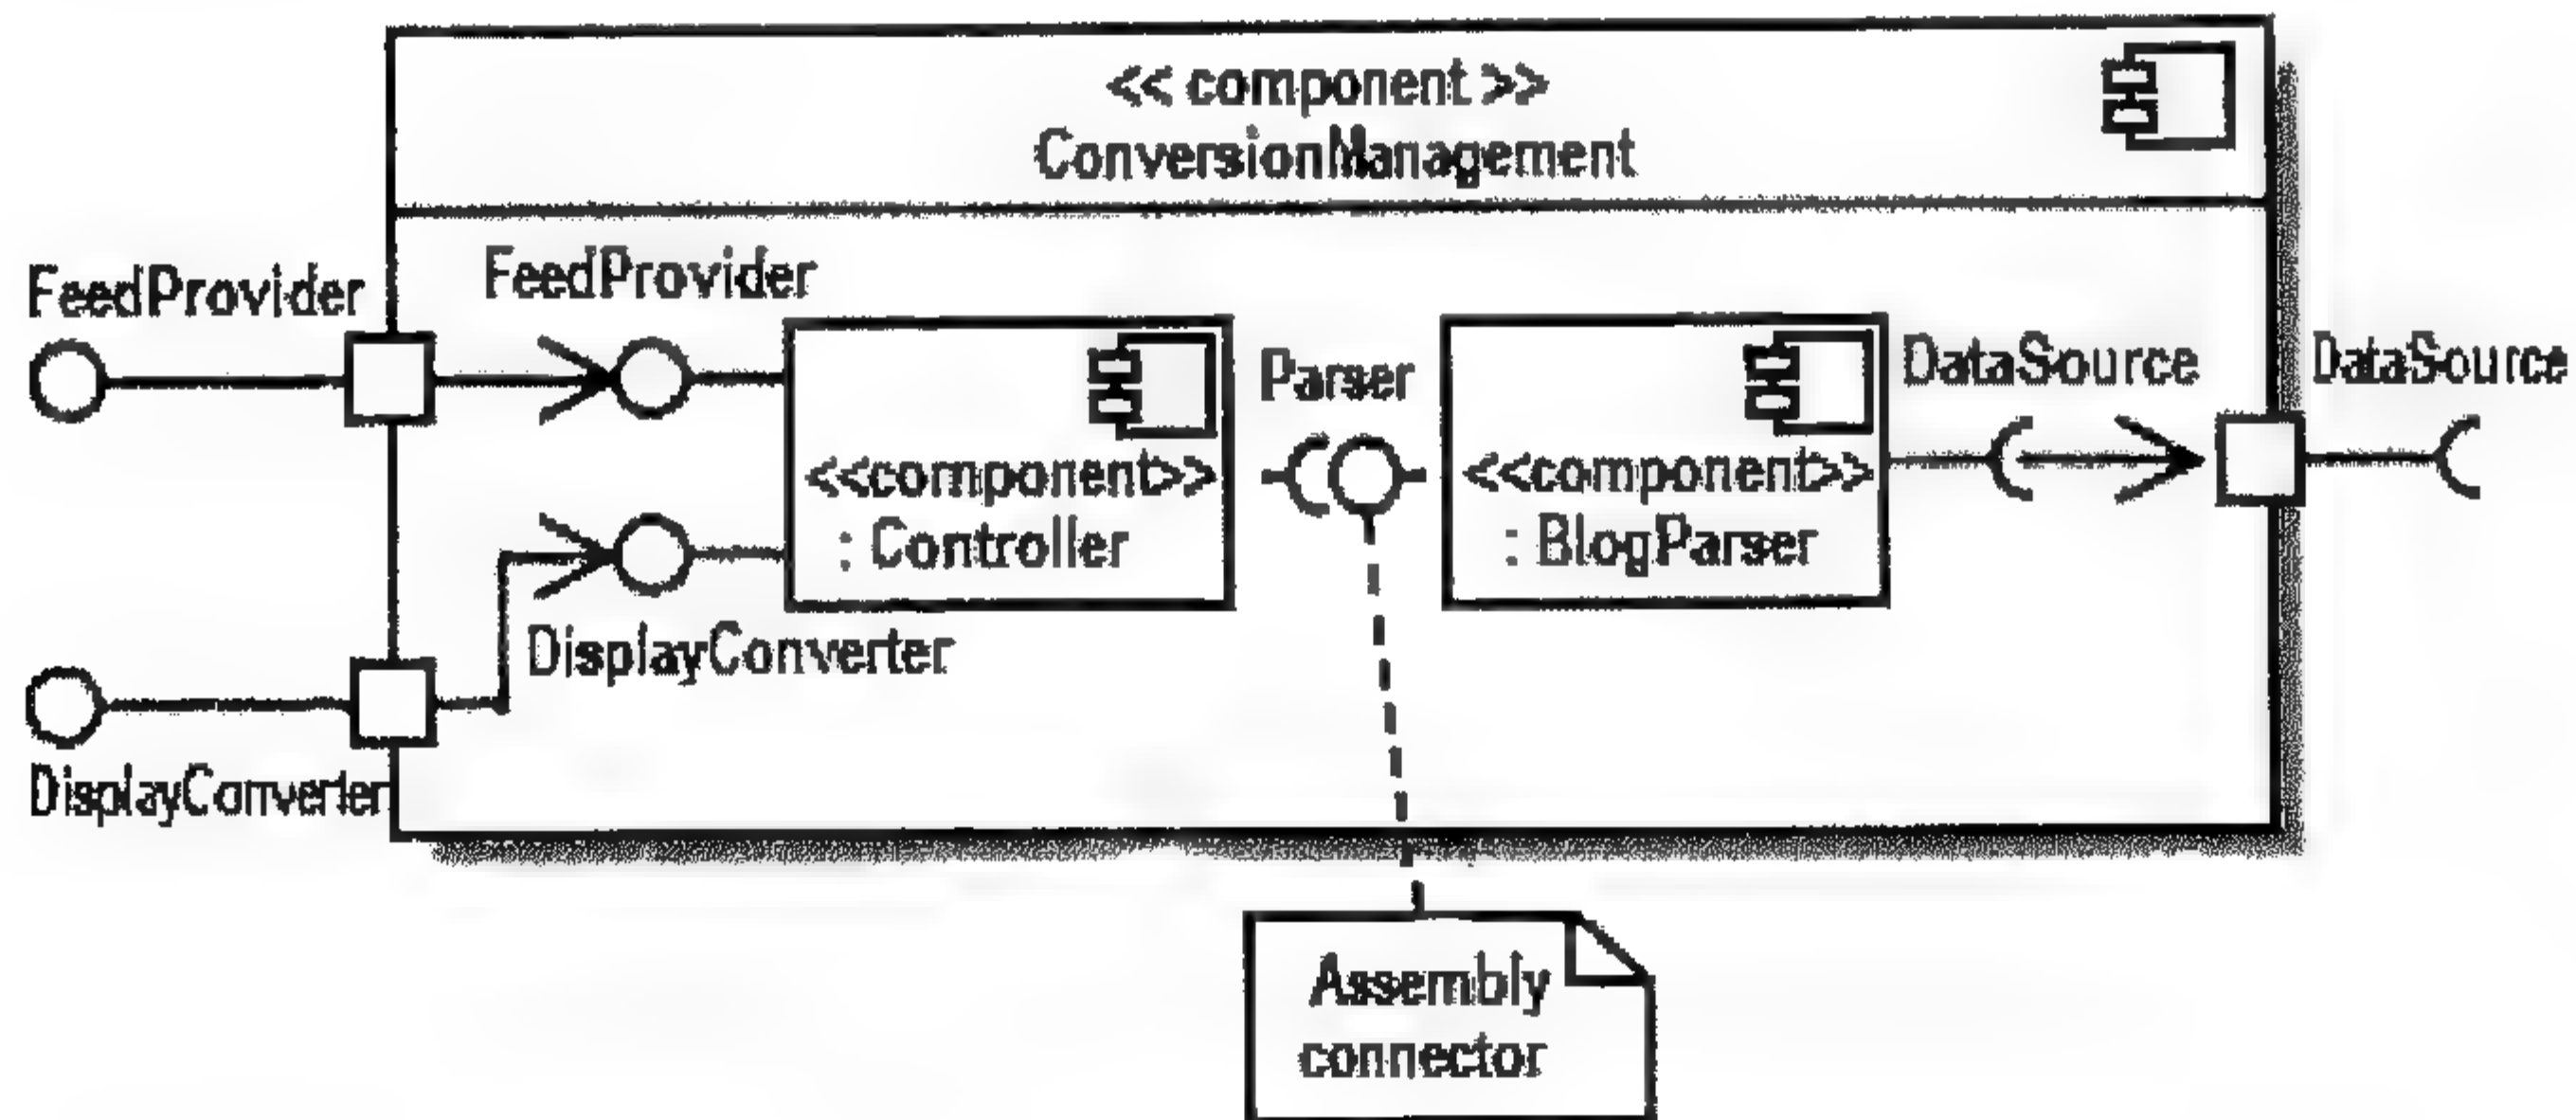 << component >>
ConversionManagement
FeedProvider
FeedProvider
Parser
DataSource
DataSource
<<component>>
: Controller
<<component>>
: BlogParser
DisplayConverter
DisplayConverter
Assembly
connector